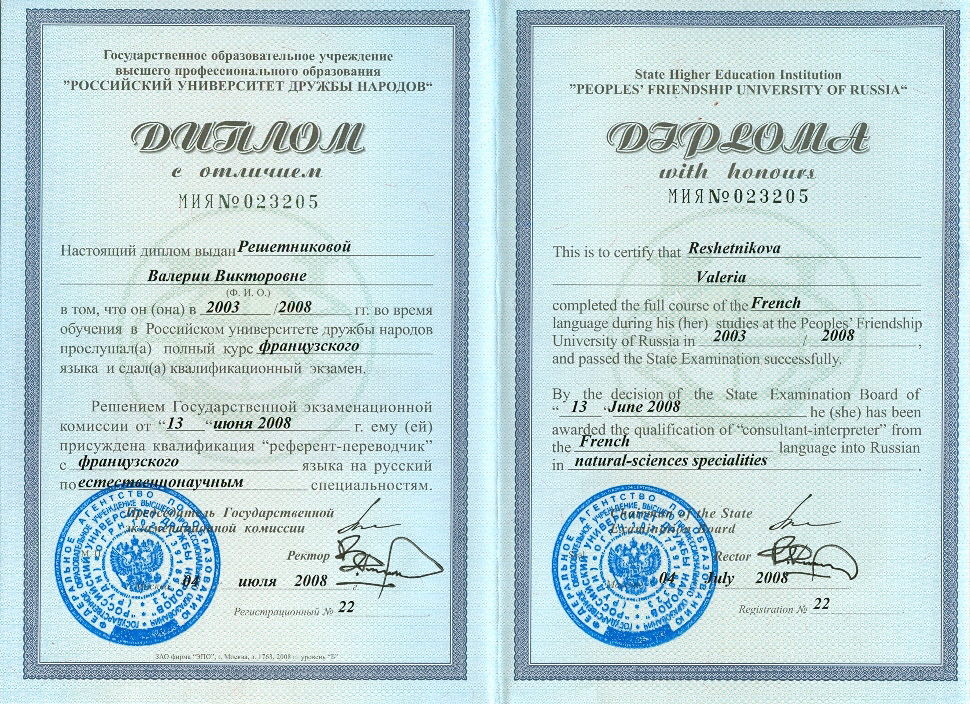 Государственное образовательное учреждение
высшего профессионального образования
"РОССИЙСКИЙ УНИВЕРСИТЕТ ДРУЖБЫ НАРОДОВ"
ДИПЛОМ
с отличием
МИЯ№023205
Настоящий диплом выдан Решетниковой
Валерии Викторовне
(Ф. И. О.)
в том, что он (она) в 2003 /2008 гг. во время
обучения в Российском университете дружбы народов
прослушал(а) полный курс французского
языка и сдал(а) квалификационный экзамен.
Решением Государственной экзаменационной
комиссии от "13 "июня 2008 г. ему (ей)
присуждена квалификация "референт-переводчик"
с французского языка на русский
по естественнонаучным специальностям.
Председатель Государственной
экзаменационной комиссии
Ректор
04 июля 2008
Регистрационный № 22
ЗАО фирма "ЭПО", г. Москва, з. 1763, 2008 г. уровень "Б"
State Higher Education Institution
"PEOPLES' FRIENDSHIP UNIVERSITY OF RUSSIA"
DIPLOMA
with honours
МИЯ№023205
This is to certify that Reshetnikova
Valeria
completed the full course of the French
language during his (her) studies at the Peoples' Friendship
University of Russia in 2003 / 2008 ,
and passed the State Examination successfully.
By the decision of the State Examination Board of
" 13 "June 2008 he (she) has been
awarded the qualification of "consultant-interpreter" from
the French language into Russian
in natural-sciences specialities .
Chairman of the State
Examination Board
Rector
04 July 2008
Registration № 22